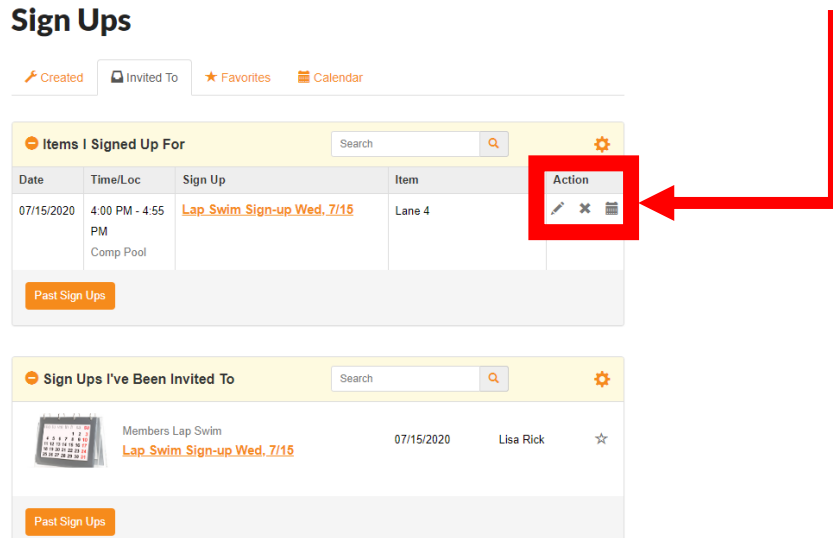 Sign Ups
Created Invited To Favorites Calendar
Items I Signed Up For Search
Date Time/Loc Sign Up Item Action
07/15/2020 4:00 PM - 4:55 Lap Swim Sign-up Wed, 7/15 Lane 4
PM
Comp Pool
Past Sign Ups
Sign Ups I've Been Invited To Search
Members Lap Swim
Lap Swim Sign-up Wed, 7/15 07/15/2020 Lisa Rick
Past Sign Ups